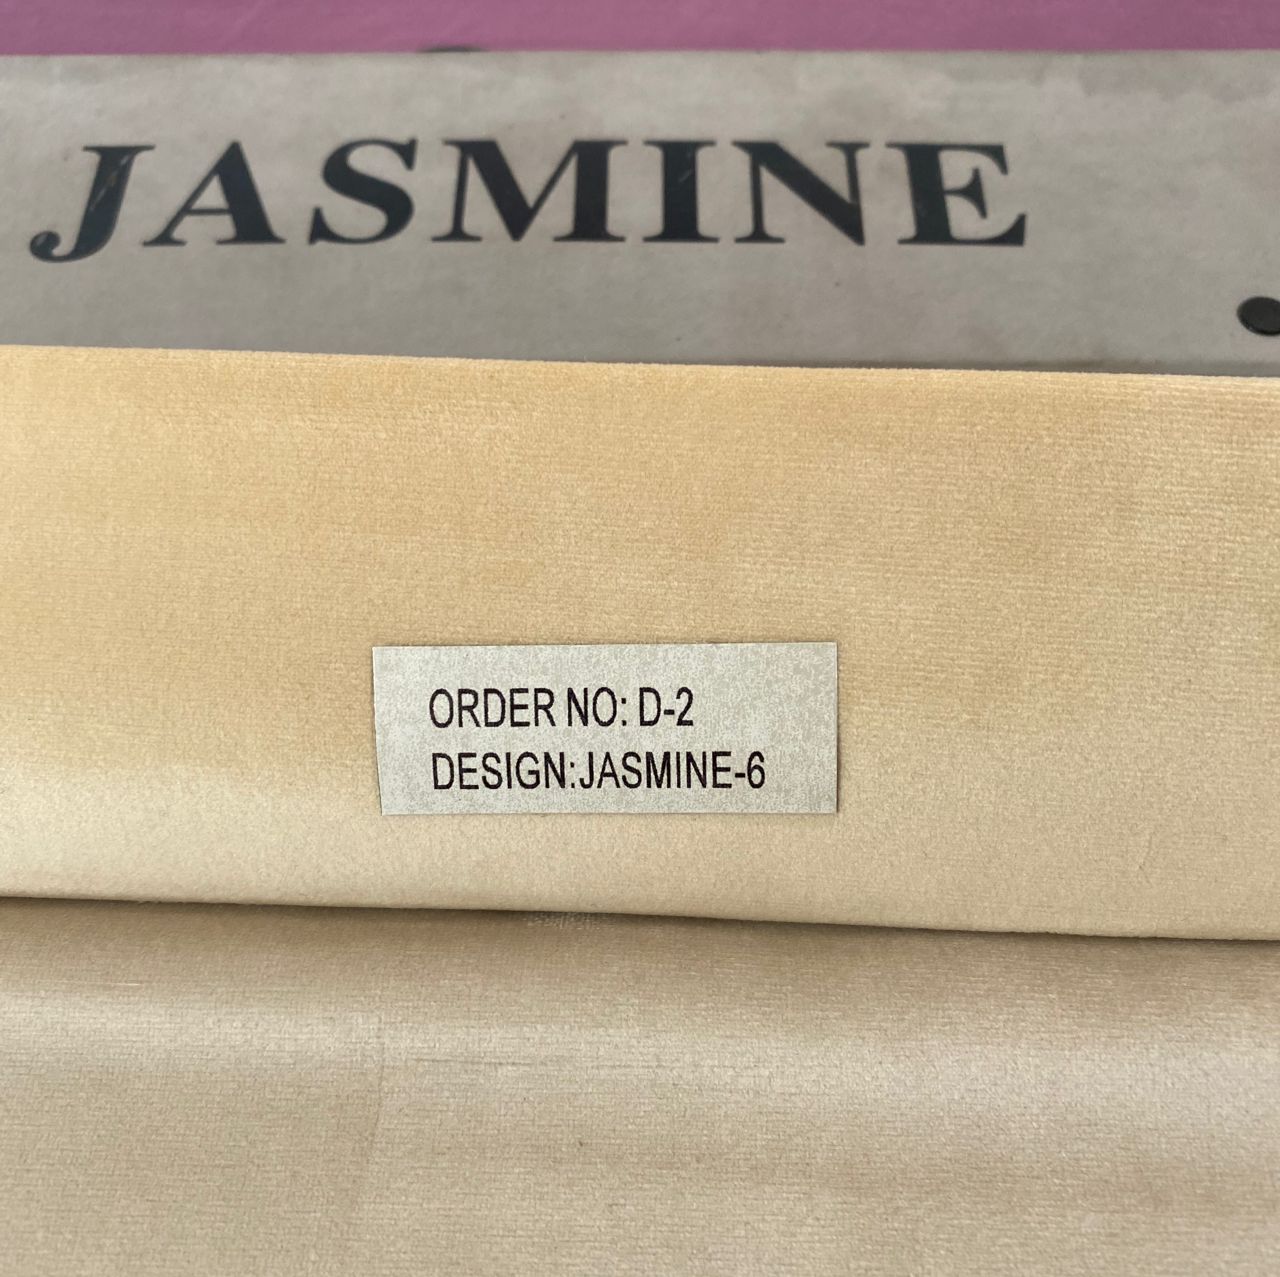 JASMINE
ORDER NO: D-2
DESIGN:JASMINE-6